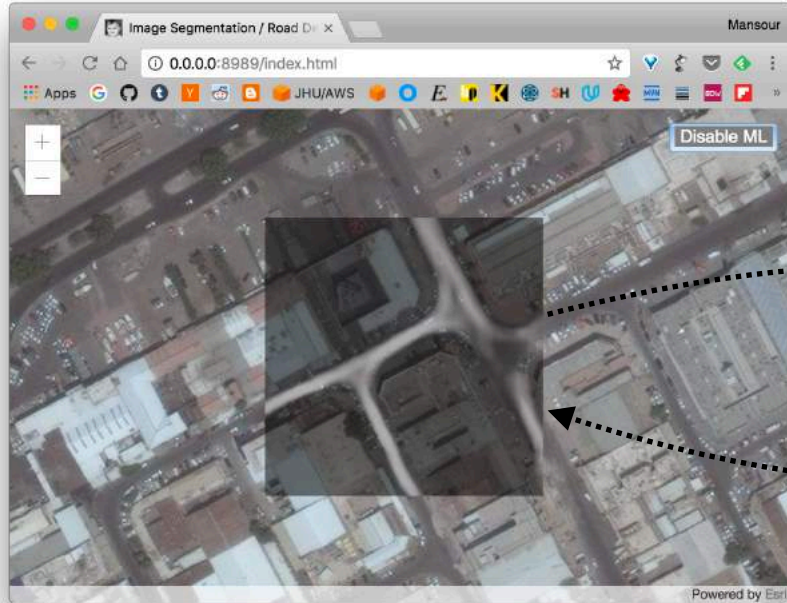 Image Segmentation / Road De
Mansour
0.0.0.0:8989/index.html
Apps
JHU/AWS
SH
Disable ML
+
−
Powered by Esri